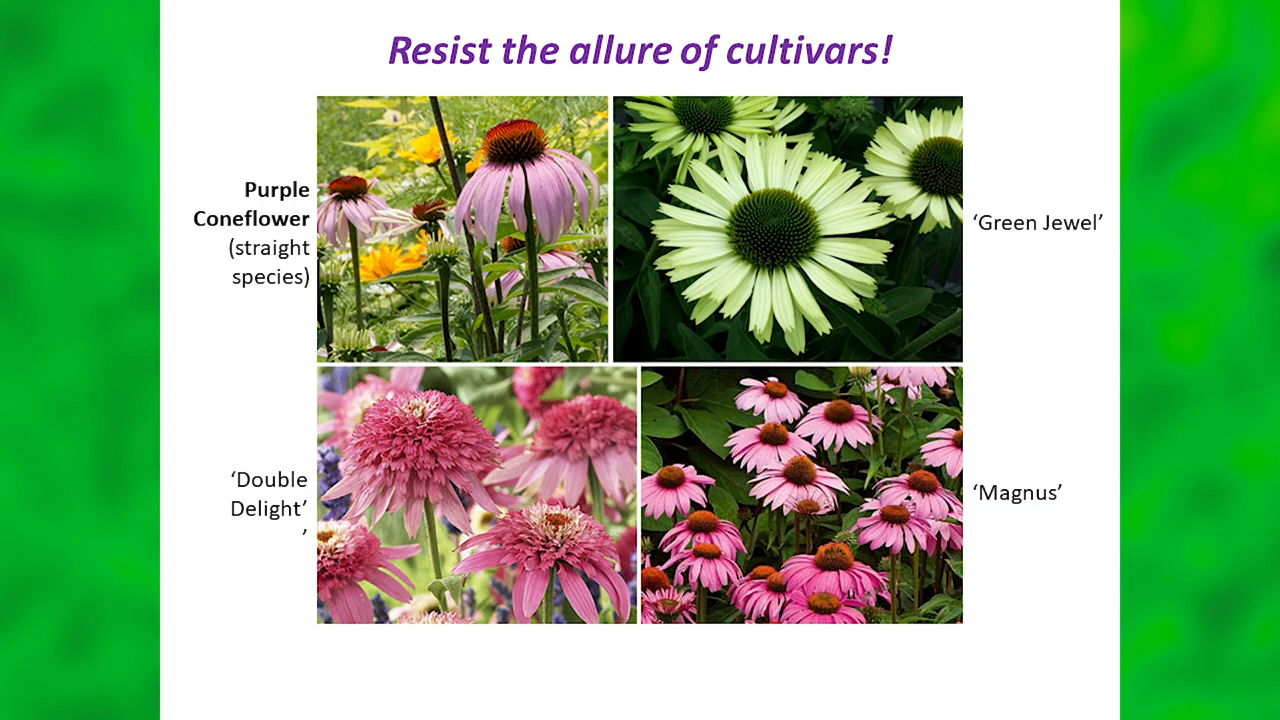 Resist the allure of cultivars!
Purple
Coneflower
(straight
species)
‘Green Jewel’
‘Double
Delight’
’
‘Magnus’